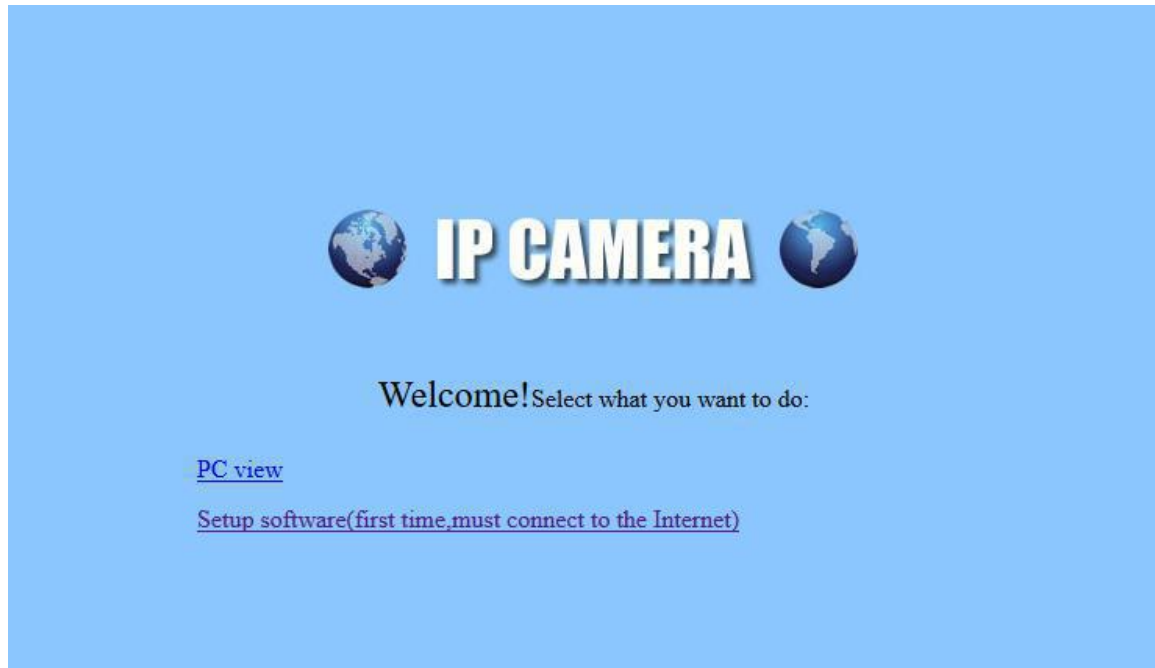 IP CAMERA
Welcome!Select what you want to do:
PC view
Setup software(first time,must connect to the Internet)